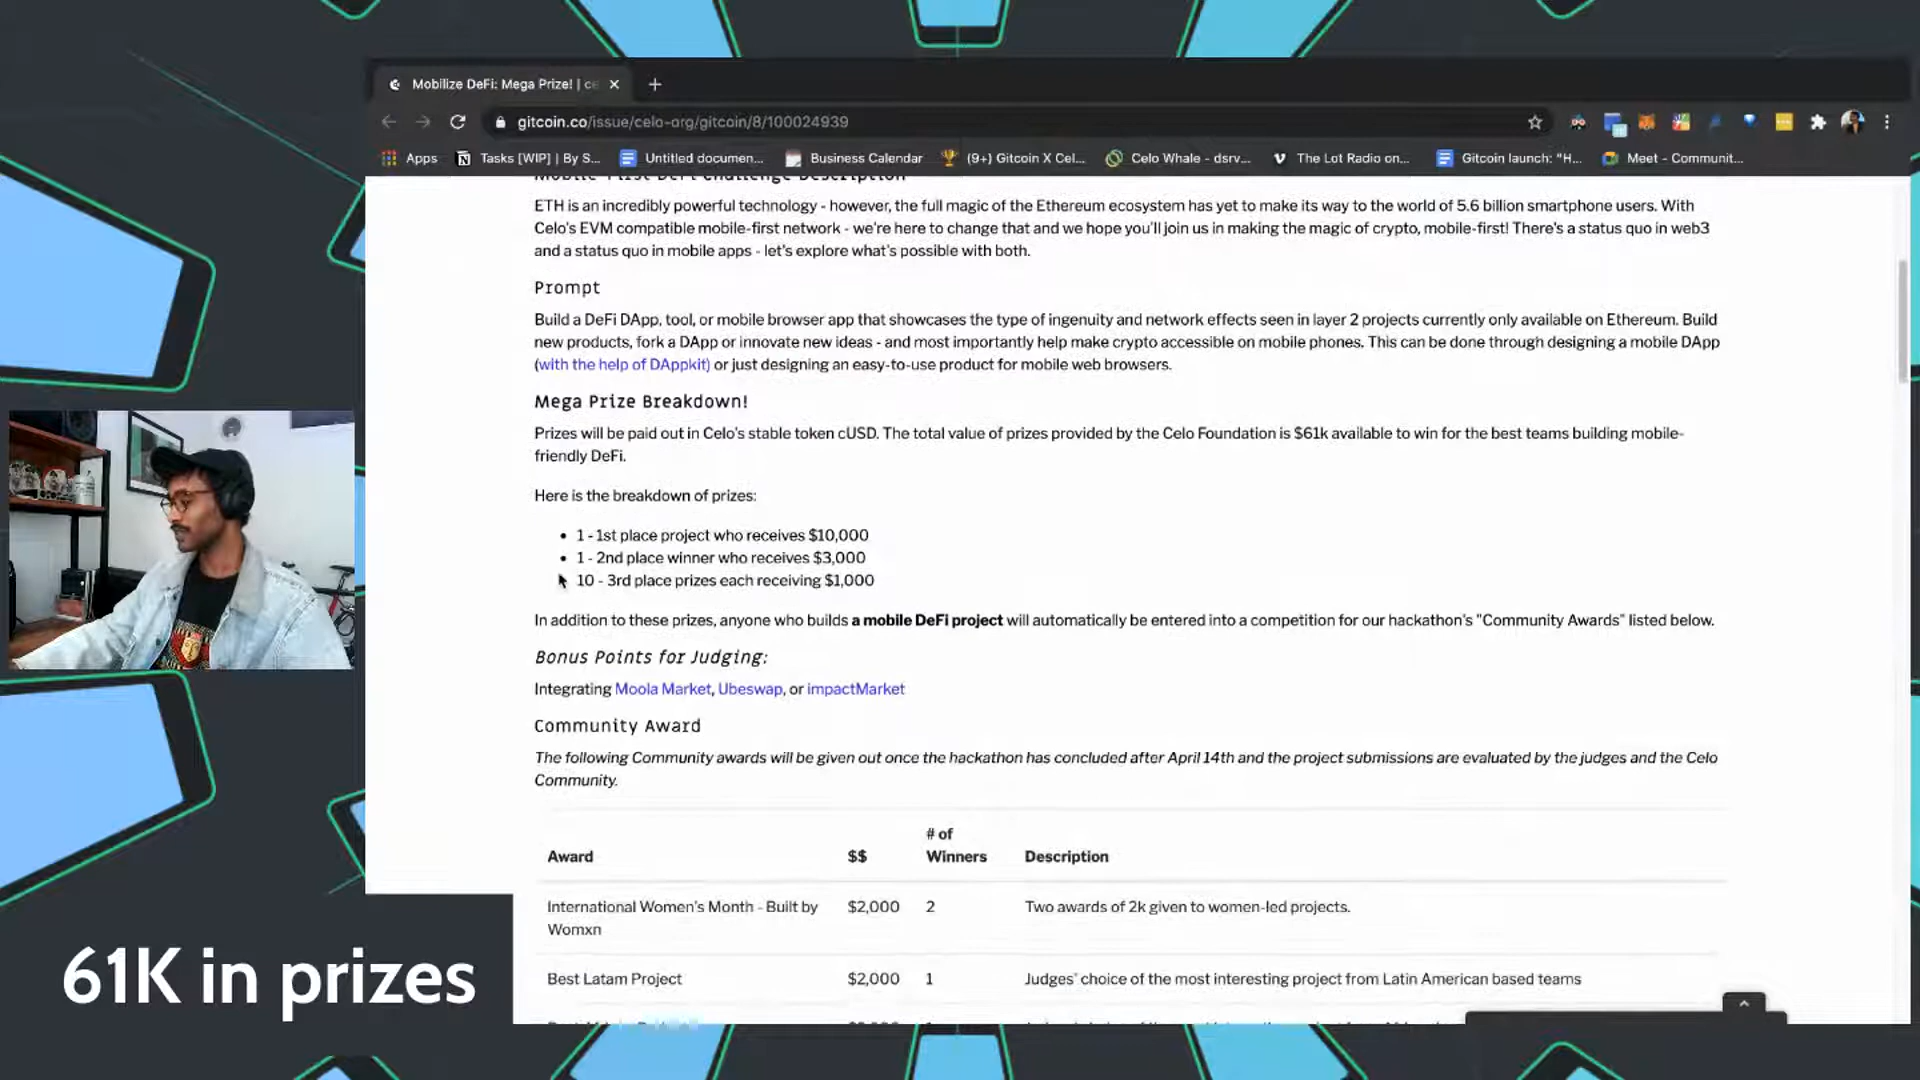 Mobilize DeFi: Mega Prize! | ce
gitcoin.co/issue/celo-org/gitcoin/8/100024939
Apps
Tasks [WIP] | By S...
Untitled documen...
Business Calendar
(9+) Gitcoin X Cel...
Celo Whale - dsrv...
The Lot Radio on...
Gitcoin launch: "H...
Meet - Communit...
Mobile-First DeFi Challenge Description
ETH is an incredibly powerful technology - however, the full magic of the Ethereum ecosystem has yet to make its way to the world of 5.6 billion smartphone users. With
Celo's EVM compatible mobile-first network - we're here to change that and we hope you'll join us in making the magic of crypto, mobile-first! There's a status quo in web3
and a status quo in mobile apps - let's explore what's possible with both.
Prompt
Build a DeFi DApp, tool, or mobile browser app that showcases the type of ingenuity and network effects seen in layer 2 projects currently only available on Ethereum. Build
new products, fork a DApp or innovate new ideas - and most importantly help make crypto accessible on mobile phones. This can be done through designing a mobile DApp
(with the help of DAppkit) or just designing an easy-to-use product for mobile web browsers.
Mega Prize Breakdown!
Prizes will be paid out in Celo's stable token cUSD. The total value of prizes provided by the Celo Foundation is $61k available to win for the best teams building mobile-
friendly DeFi.
Here is the breakdown of prizes:
• 1 - 1st place project who receives $10,000
• 1 - 2nd place winner who receives $3,000
10 - 3rd place prizes each receiving $1,000
In addition to these prizes, anyone who builds a mobile DeFi project will automatically be entered into a competition for our hackathon's "Community Awards" listed below.
Bonus Points for Judging:
Integrating Moola Market, Ubeswap, or impactMarket
Community Award
The following Community awards will be given out once the hackathon has concluded after April 14th and the project submissions are evaluated by the judges and the Celo
Community.
Award $$ # of Winners Description
International Women's Month - Built by Womxn $2,000 2 Two awards of 2k given to women-led projects.
Best Latam Project $2,000 1 Judges' choice of the most interesting project from Latin American based teams
61K in prizes